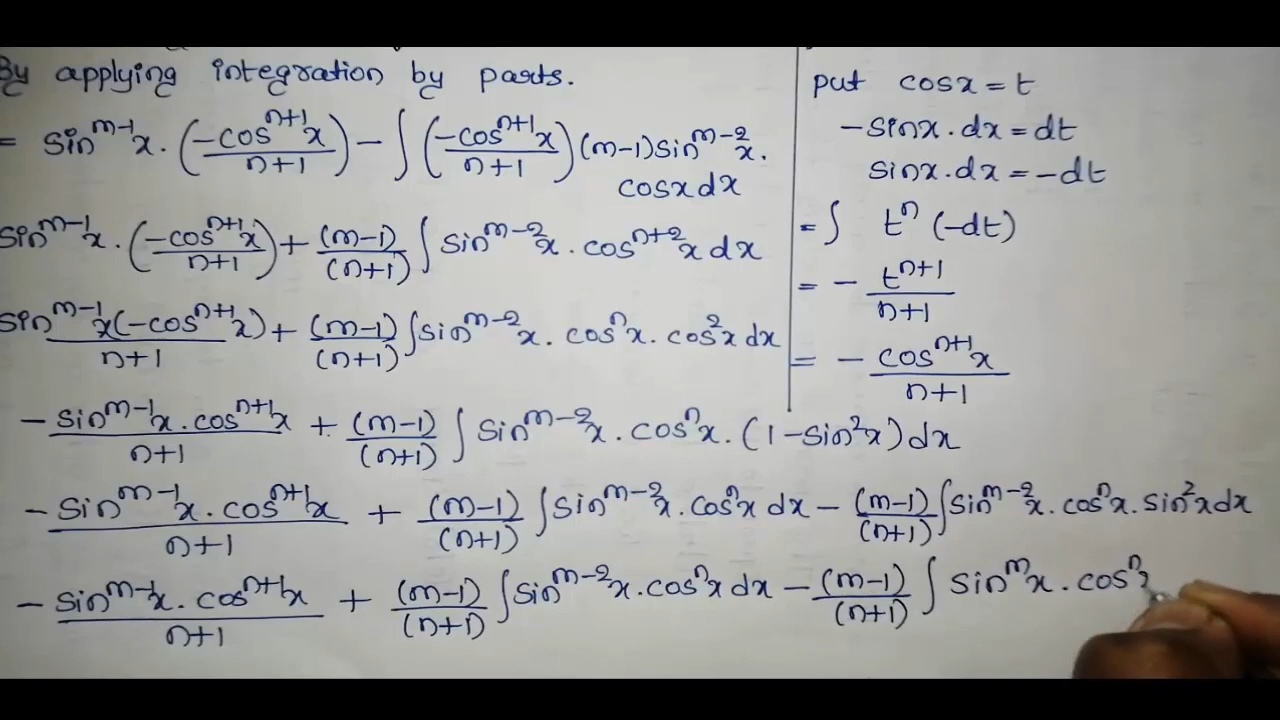 By applying integration by parts.
= sin^{m-1}x . (-cos^{n+1}x / n+1) - ∫ (-cos^{n+1}x / n+1) (m-1) sin^{m-2}x .
cosx dx
sin^{m-1}x . (-cos^{n+1}x / n+1) + (m-1)/(n+1) ∫ sin^{m-2}x . cos^{n+2}x dx
sin^{m-1}x (-cos^{n+1}x) / n+1 + (m-1)/(n+1) ∫ sin^{m-2}x . cos^n x . cos^2 x dx
- sin^{m-1}x . cos^{n+1}x / n+1 + (m-1)/(n+1) ∫ sin^{m-2}x . cos^n x . (1 - sin^2 x) dx
- sin^{m-1}x . cos^{n+1}x / n+1 + (m-1)/(n+1) ∫ sin^{m-2}x . cos^n x dx - (m-1)/(n+1) ∫ sin^{m-2}x . cos^n x . sin^2 x dx
- sin^{m-1}x . cos^{n+1}x / n+1 + (m-1)/(n+1) ∫ sin^{m-2}x . cos^n x dx - (m-1)/(n+1) ∫ sin^m x . cos^n
put cosx = t
-sinx . dx = dt
sinx . dx = -dt
= ∫ t^n (-dt)
= - t^{n+1} / n+1
= - cos^{n+1}x / n+1